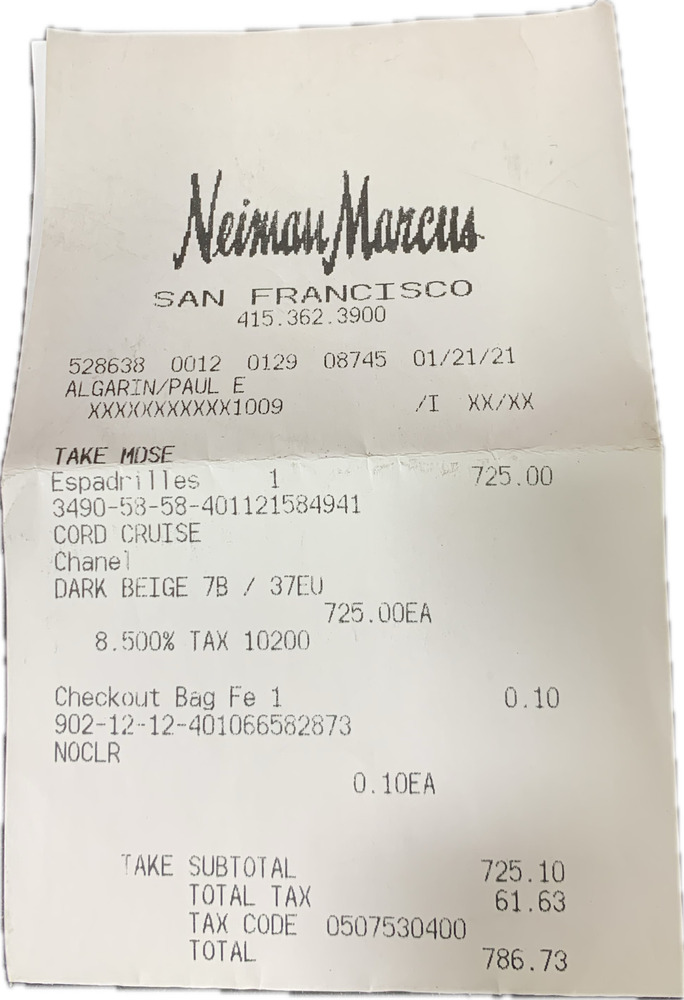 Neiman Marcus
SAN FRANCISCO
415.362.3900
528638 0012 0129 08745 01/21/21
ALGARIN/PAUL E
XXXXXXXXXXX1009 /I XX/XX
TAKE MDSE
Espadrilles 1 725.00
3490-58-58-401121584941
CORD CRUISE
Chanel
DARK BEIGE 7B / 37EU
725.00EA
8.500% TAX 10200
Checkout Bag Fe 1 0.10
902-12-12-401066582873
NOCLR
0.10EA
TAKE SUBTOTAL 725.10
TOTAL TAX 61.63
TAX CODE 0507530400
TOTAL 786.73